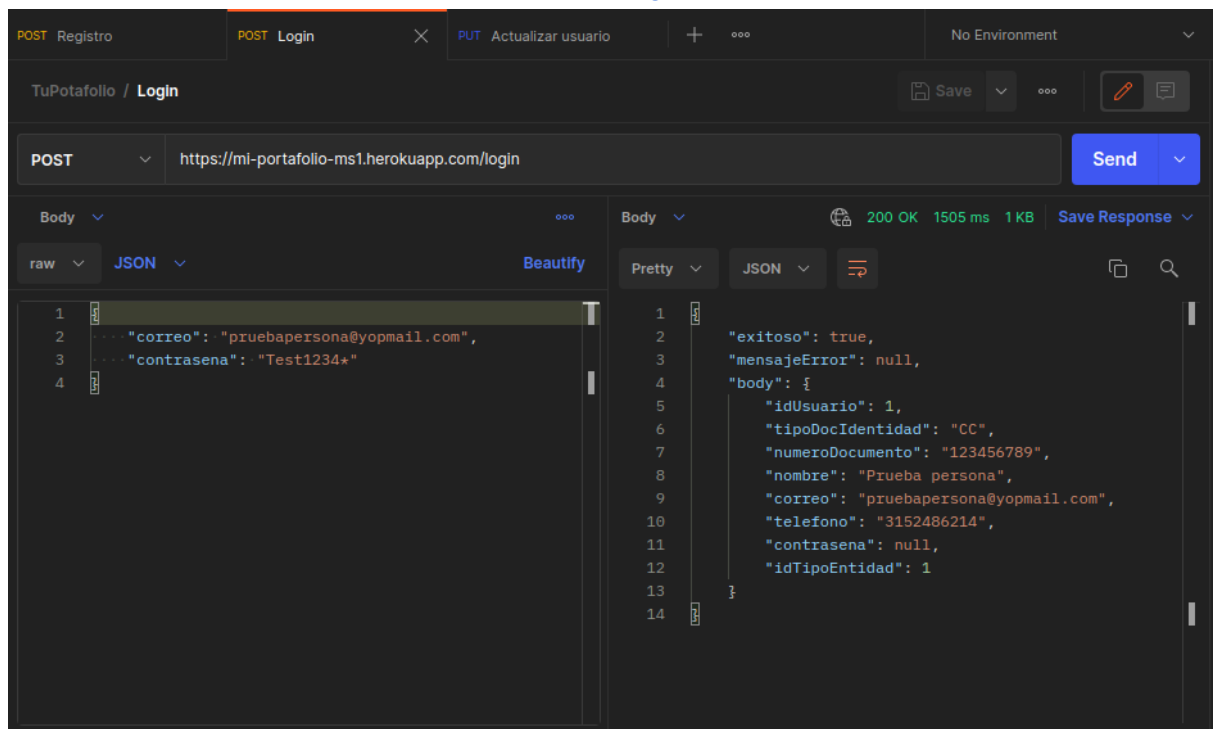 POST Registro
POST Login
PUT Actualizar usuario
No Environment
TuPotafolio / Login
Save
POST
https://mi-portafolio-ms1.herokuapp.com/login
Send
Body
raw
JSON
Beautify
1 {
2 "correo": "pruebapersona@yopmail.com",
3 "contrasena": "Test1234*"
4 }
Body
200 OK 1505 ms 1 KB
Save Response
Pretty
JSON
1 {
2 "exitoso": true,
3 "mensajeError": null,
4 "body": {
5 "idUsuario": 1,
6 "tipoDocIdentidad": "CC",
7 "numeroDocumento": "123456789",
8 "nombre": "Prueba persona",
9 "correo": "pruebapersona@yopmail.com",
10 "telefono": "3152486214",
11 "contrasena": null,
12 "idTipoEntidad": 1
13 }
14 }